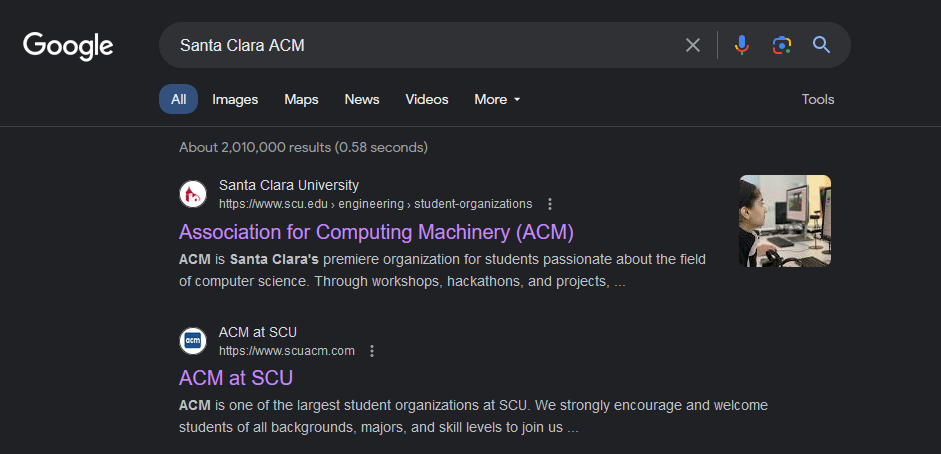 Google
Santa Clara ACM
All Images Maps News Videos More Tools
About 2,010,000 results (0.58 seconds)
Santa Clara University
https://www.scu.edu › engineering › student-organizations
Association for Computing Machinery (ACM)
ACM is Santa Clara's premiere organization for students passionate about the field
of computer science. Through workshops, hackathons, and projects, ...
acm
ACM at SCU
https://www.scuacm.com
ACM at SCU
ACM is one of the largest student organizations at SCU. We strongly encourage and welcome
students of all backgrounds, majors, and skill levels to join us ...